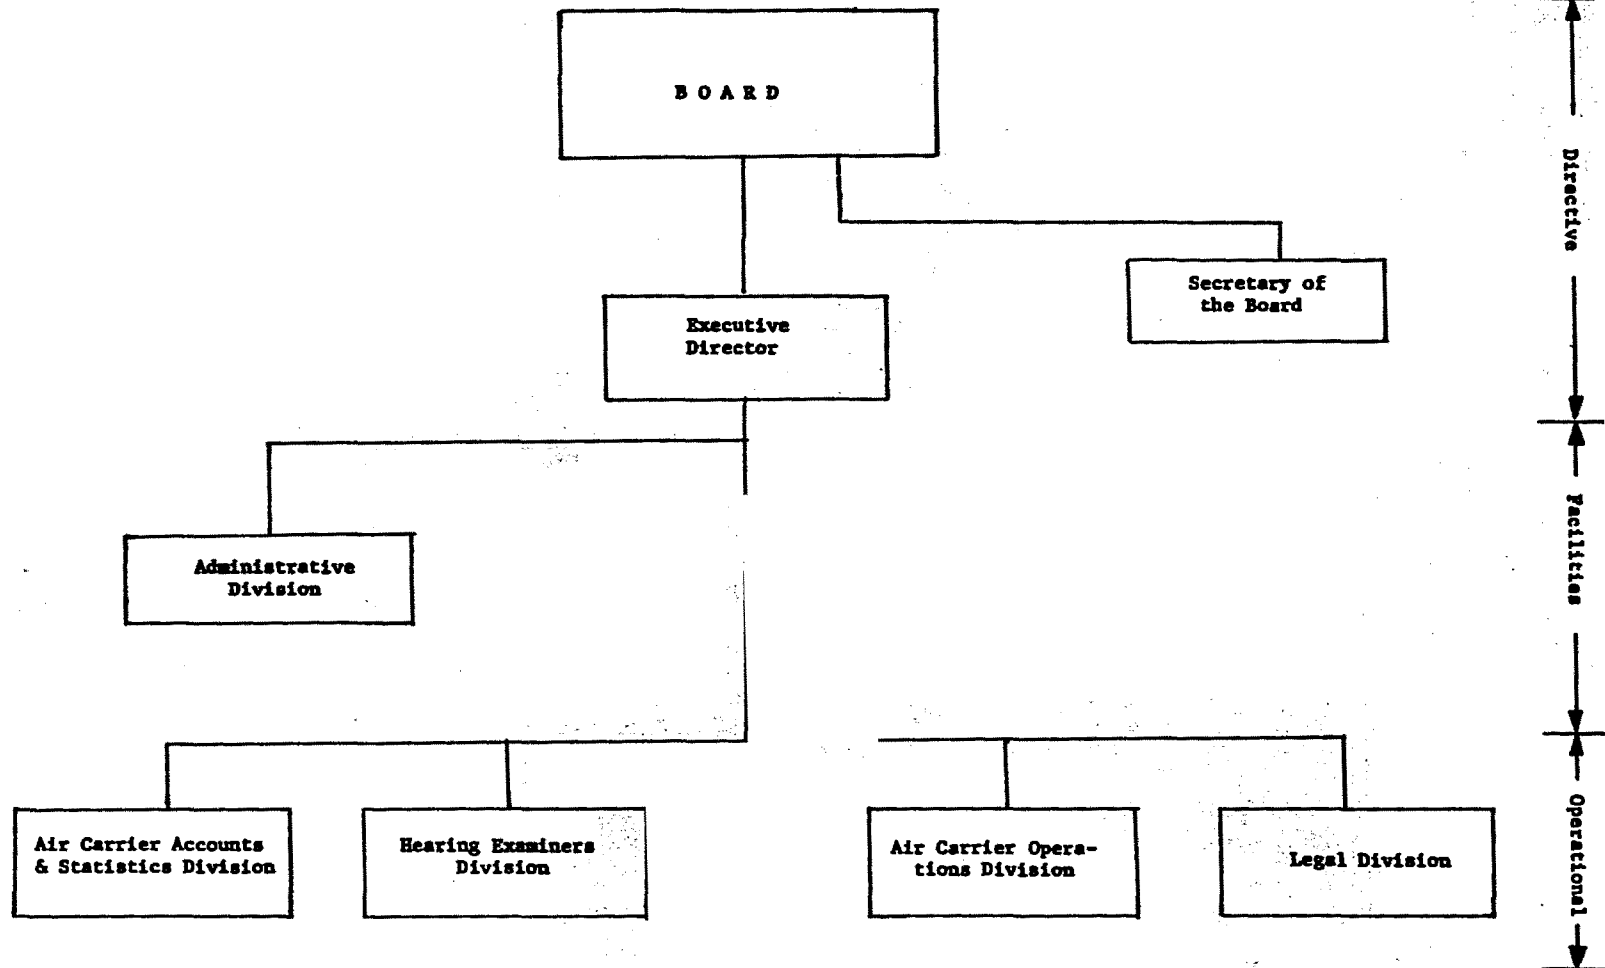 B O A R D
Directive
Secretary of
the Board
Executive
Director
Facilities
Administrative
Division
Operational
Air Carrier Accounts
& Statistics Division
Hearing Examiners
Division
Air Carrier Opera-
tions Division
Legal Division